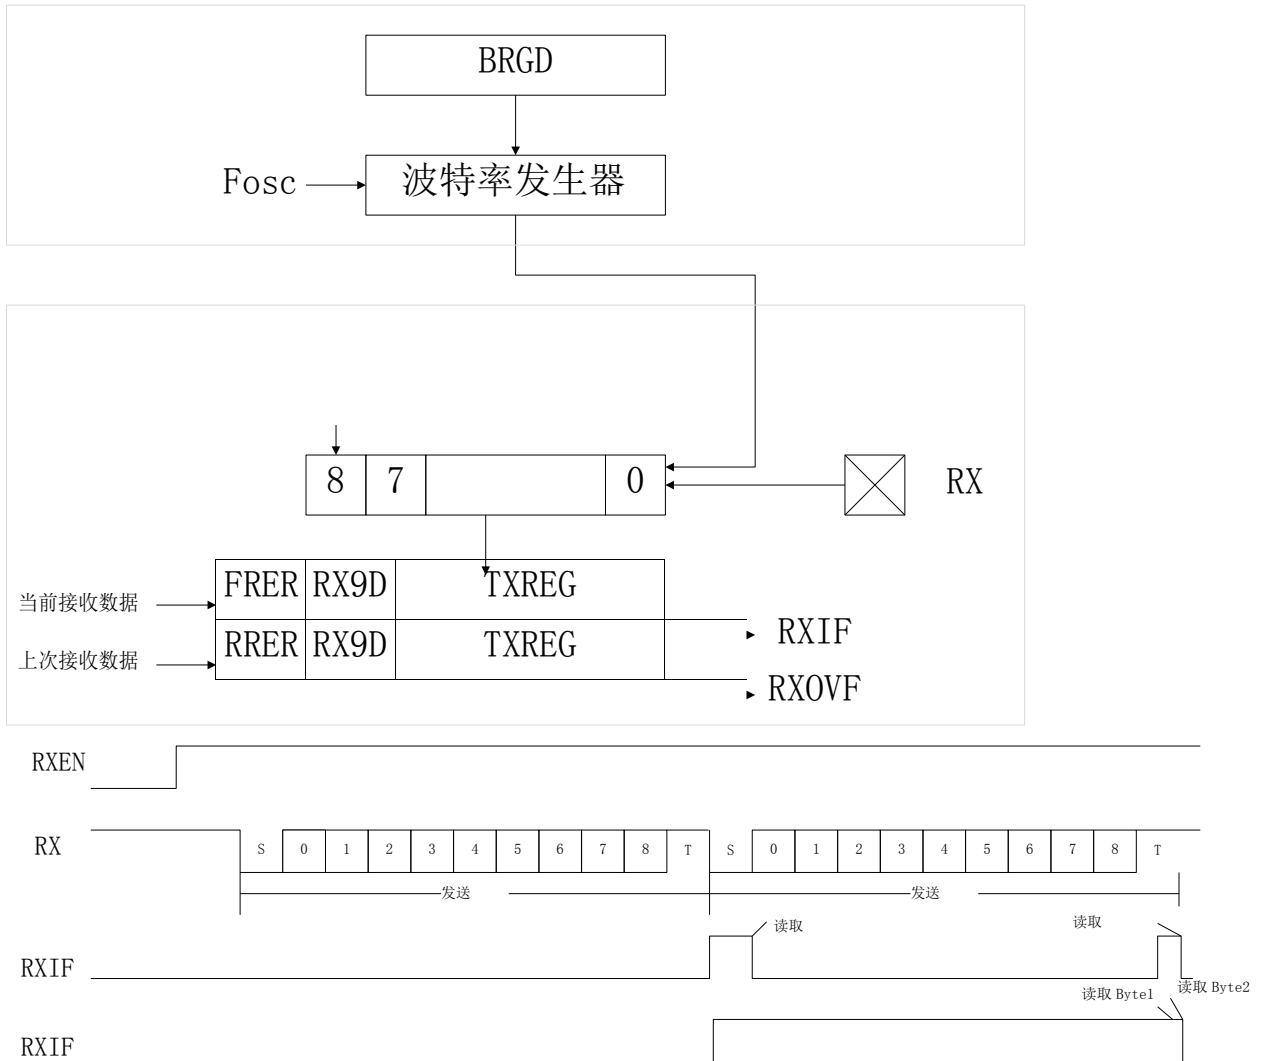 BRGD
Fosc 波特率发生器
8 7 0 RX
当前接收数据 FRER RX9D TXREG RXIF
上次接收数据 RRER RX9D TXREG RXOVF
RXEN
RX S 0 1 2 3 4 5 6 7 8 T S 0 1 2 3 4 5 6 7 8 T
发送 发送
读取 读取
RXIF
读取 Byte1 读取 Byte2
RXIF